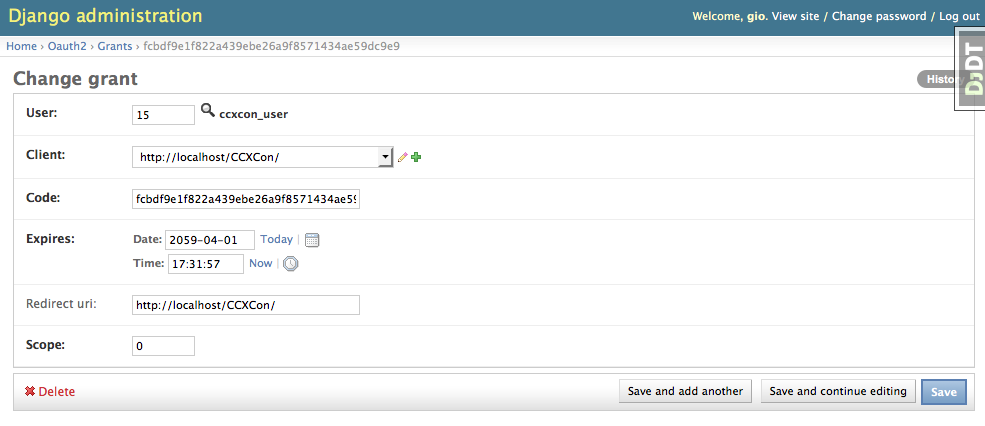 Django administration
Welcome, gio. View site / Change password / Log out
Home › Oauth2 › Grants › fcbdf9e1f822a439ebe26a9f8571434ae59dc9e9
DjDT
Change grant
History
User: 15 ccxcon_user
Client: http://localhost/CCXCon/
Code: fcbdf9e1f822a439ebe26a9f8571434ae59
Expires: Date: 2059-04-01 Today |
Time: 17:31:57 Now |
Redirect uri: http://localhost/CCXCon/
Scope: 0
Delete Save and add another Save and continue editing Save